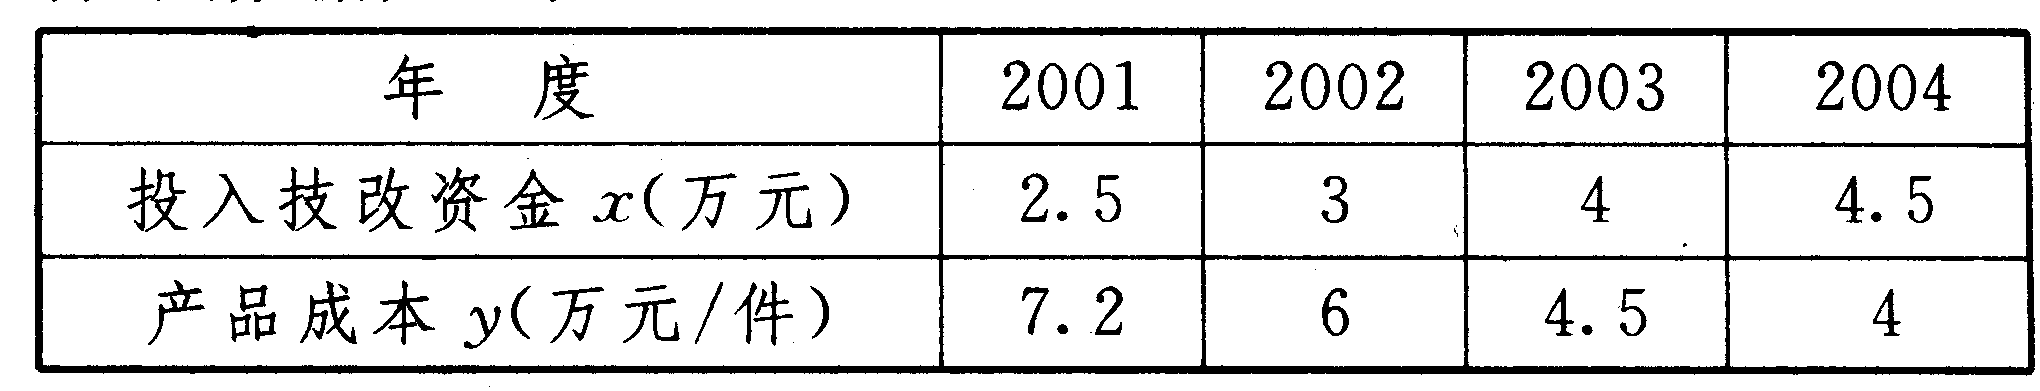 年 度 2001 2002 2003 2004
投入技改资金 x(万元) 2.5 3 4 4.5
产品成本 y(万元/件) 7.2 6 4.5 4